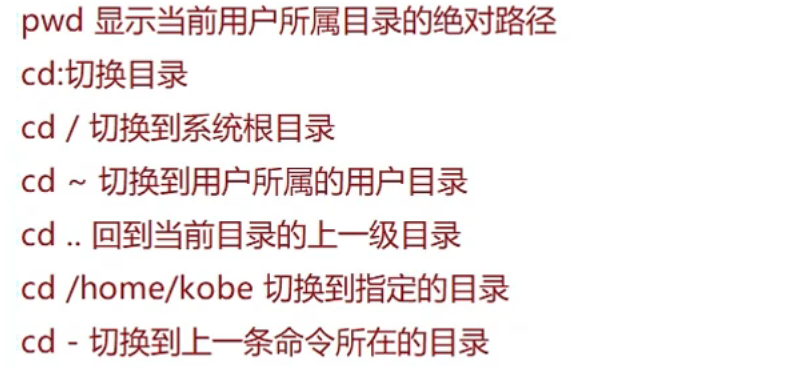 pwd 显示当前用户所属目录的绝对路径
cd:切换目录
cd / 切换到系统根目录
cd ~ 切换到用户所属的用户目录
cd .. 回到当前目录的上一级目录
cd /home/kobe 切换到指定的目录
cd - 切换到上一条命令所在的目录